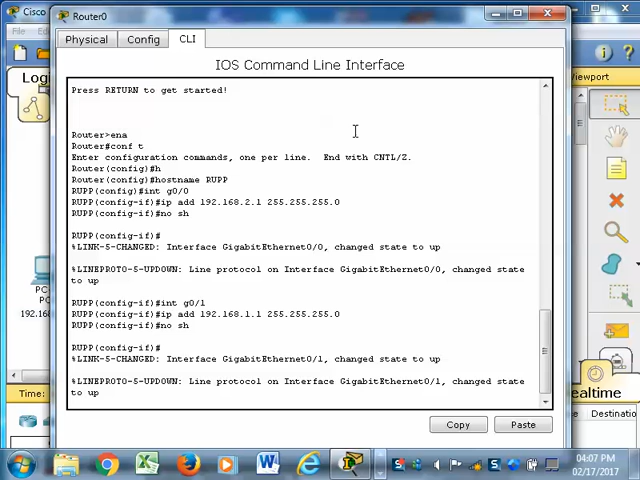 Cisco
Router0
File
Physical
Config
CLI
Logi
Viewport
IOS Command Line Interface
Press RETURN to get started!
Router>ena
Router#conf t
Enter configuration commands, one per line.  End with CNTL/Z.
Router(config)#h
Router(config)#hostname RUPP
RUPP(config)#int g0/0
RUPP(config-if)#ip add 192.168.2.1 255.255.255.0
RUPP(config-if)#no sh
RUPP(config-if)#
%LINK-5-CHANGED: Interface GigabitEthernet0/0, changed state to up
%LINEPROTO-5-UPDOWN: Line protocol on Interface GigabitEthernet0/0, changed state
to up
RUPP(config-if)#int g0/1
RUPP(config-if)#ip add 192.168.1.1 255.255.255.0
RUPP(config-if)#no sh
RUPP(config-if)#
%LINK-5-CHANGED: Interface GigabitEthernet0/1, changed state to up
%LINEPROTO-5-UPDOWN: Line protocol on Interface GigabitEthernet0/1, changed state
to up
PC
PC
192.168
Copy
Paste
Time:
ealtime
Destinatio
04:07 PM
02/17/2017